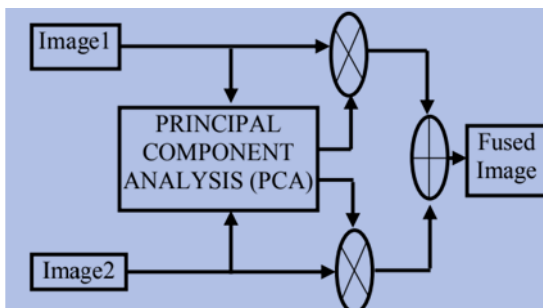 Image1
PRINCIPAL
COMPONENT
ANALYSIS (PCA)
Fused
Image
Image2